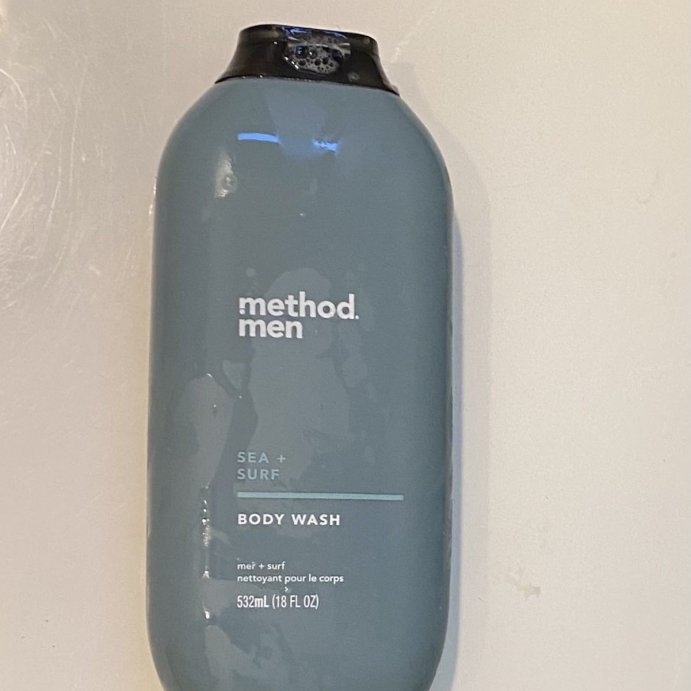 method.
men
SEA +
SURF
BODY WASH
mer + surf
nettoyant pour le corps
532mL (18 FL OZ)